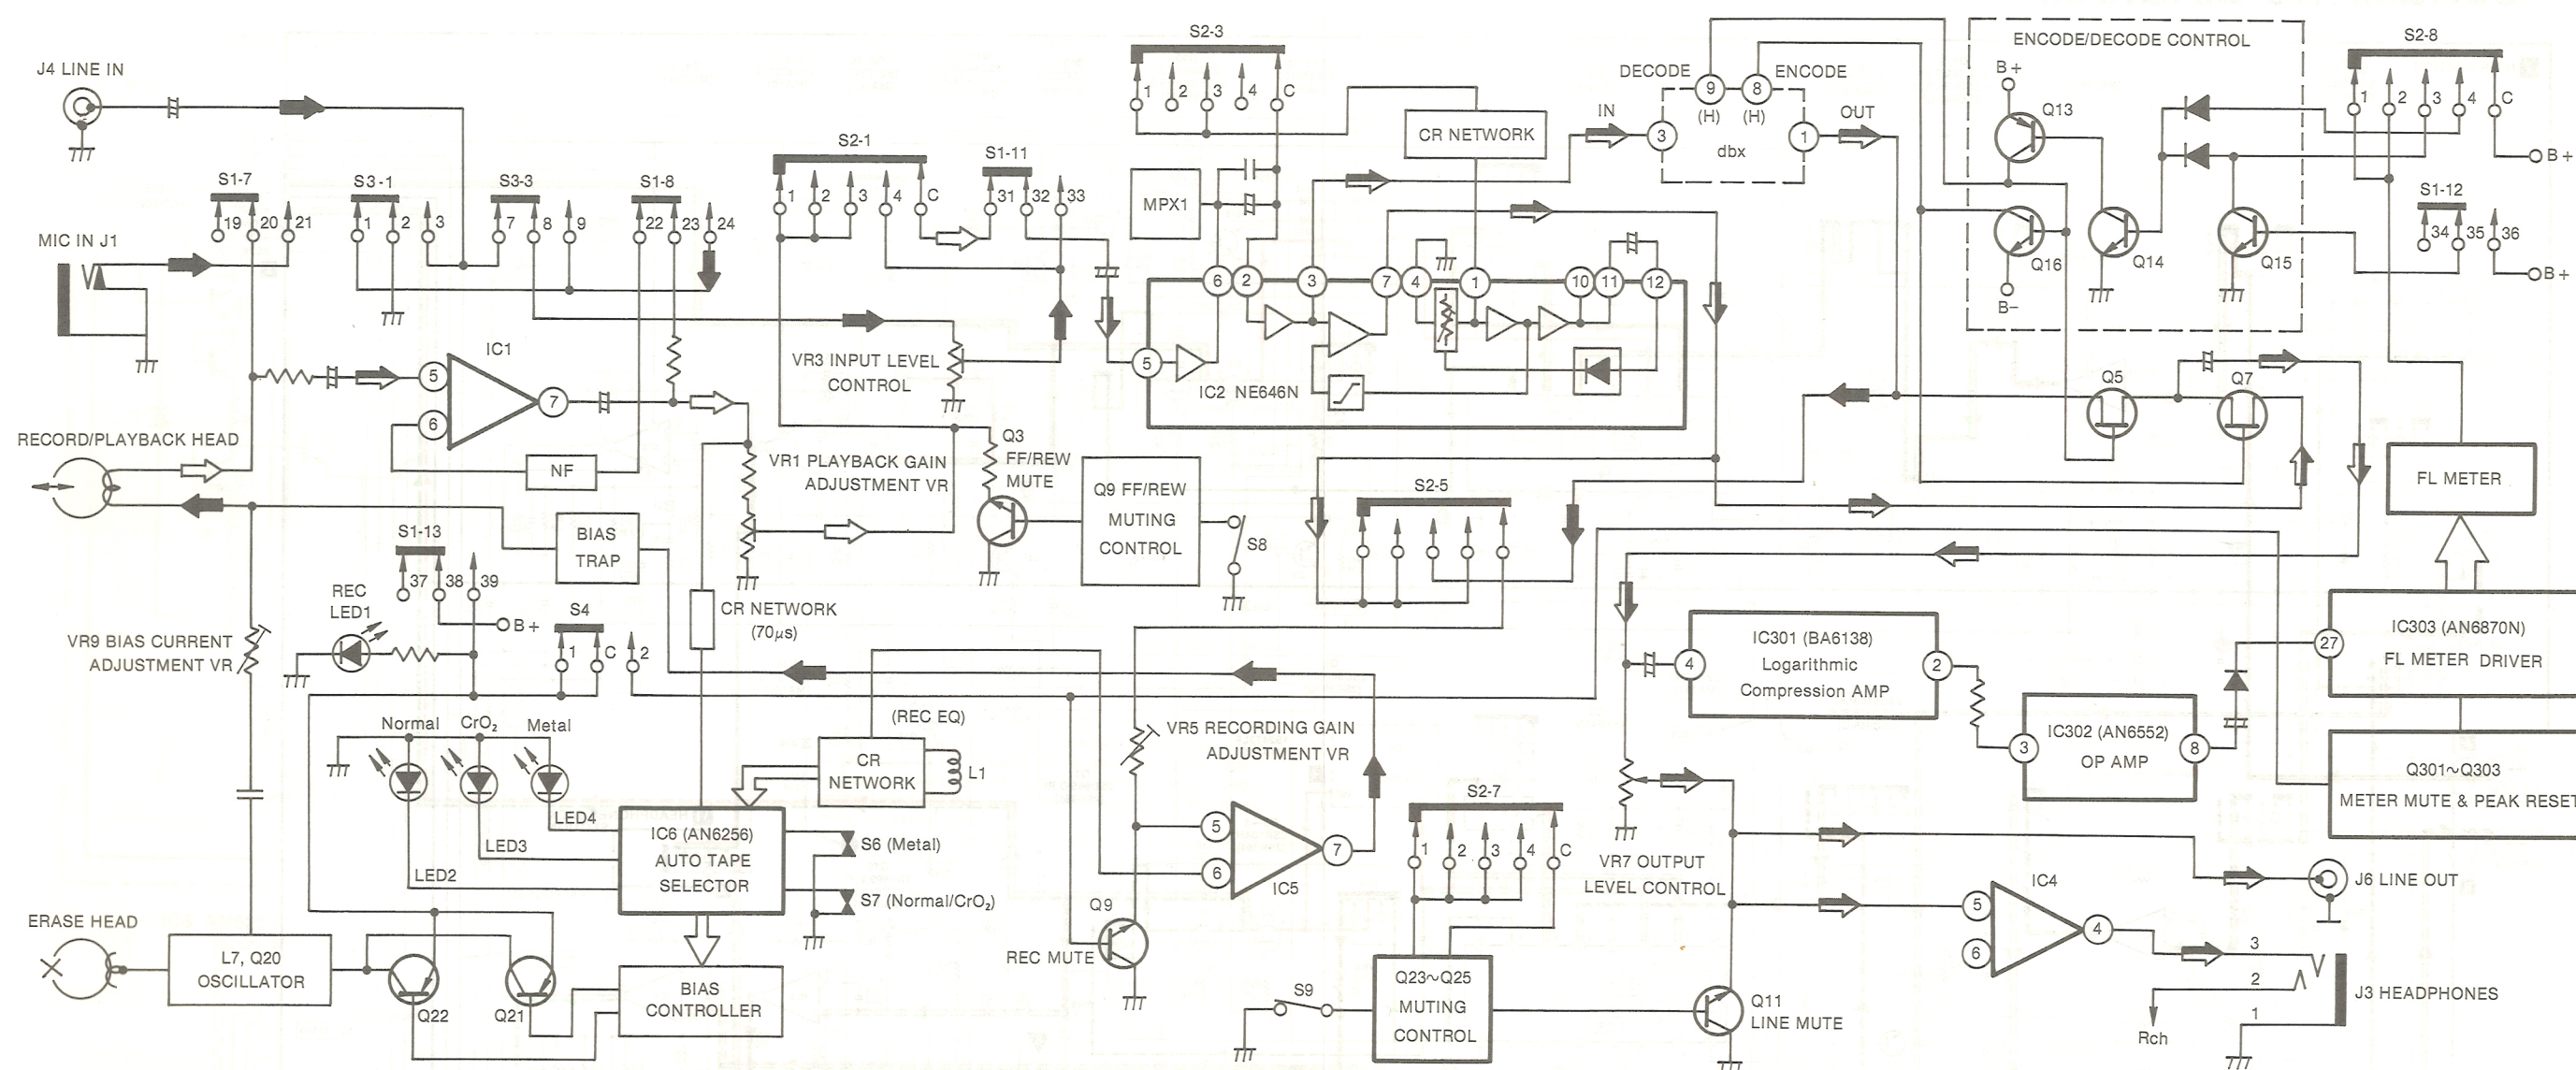 J4 LINE IN
MIC IN J1
S1-7
19 20 21
S3-1
1 2 3
S3-3
7 8 9
S1-8
22 23 24
S2-1
1 2 3 4 C
S1-11
31 32 33
S2-3
1 2 3 4 C
MPX1
CR NETWORK
DECODE
ENCODE
9 8
(H) (H)
IN
3
dbx
1
OUT
ENCODE/DECODE CONTROL
B+
Q13
Q16
B-
Q14
Q15
S2-8
1 2 3 4 C
B+
S1-12
34 35 36
B+
IC1
5
6
7
NF
RECORD/PLAYBACK HEAD
VR3 INPUT LEVEL
CONTROL
6 2 3 7 4 1 10 11 12
5
IC2 NE646N
Q5
Q7
VR1 PLAYBACK GAIN
ADJUSTMENT VR
Q3
FF/REW
MUTE
Q9 FF/REW
MUTING
CONTROL
S8
S2-5
FL METER
BIAS
TRAP
S1-13
37 38 39
B+
REC
LED1
S4
1 C 2
VR9 BIAS CURRENT
ADJUSTMENT VR
CR NETWORK
(70μs)
IC301 (BA6138)
Logarithmic
Compression AMP
4
2
IC303 (AN6870N)
FL METER DRIVER
27
IC302 (AN6552)
OP AMP
3
8
Q301~Q303
METER MUTE & PEAK RESET
Normal
CrO₂
Metal
LED4
LED3
LED2
(REC EQ)
CR
NETWORK
L1
VR5 RECORDING GAIN
ADJUSTMENT VR
IC6 (AN6256)
AUTO TAPE
SELECTOR
S6 (Metal)
S7 (Normal/CrO₂)
5
6
7
IC5
S2-7
1 2 3 4 C
VR7 OUTPUT
LEVEL CONTROL
J6 LINE OUT
IC4
5
6
4
3
2
1
Rch
J3 HEADPHONES
ERASE HEAD
L7, Q20
OSCILLATOR
Q22
Q21
BIAS
CONTROLLER
Q9
REC MUTE
S9
Q23~Q25
MUTING
CONTROL
Q11
LINE MUTE